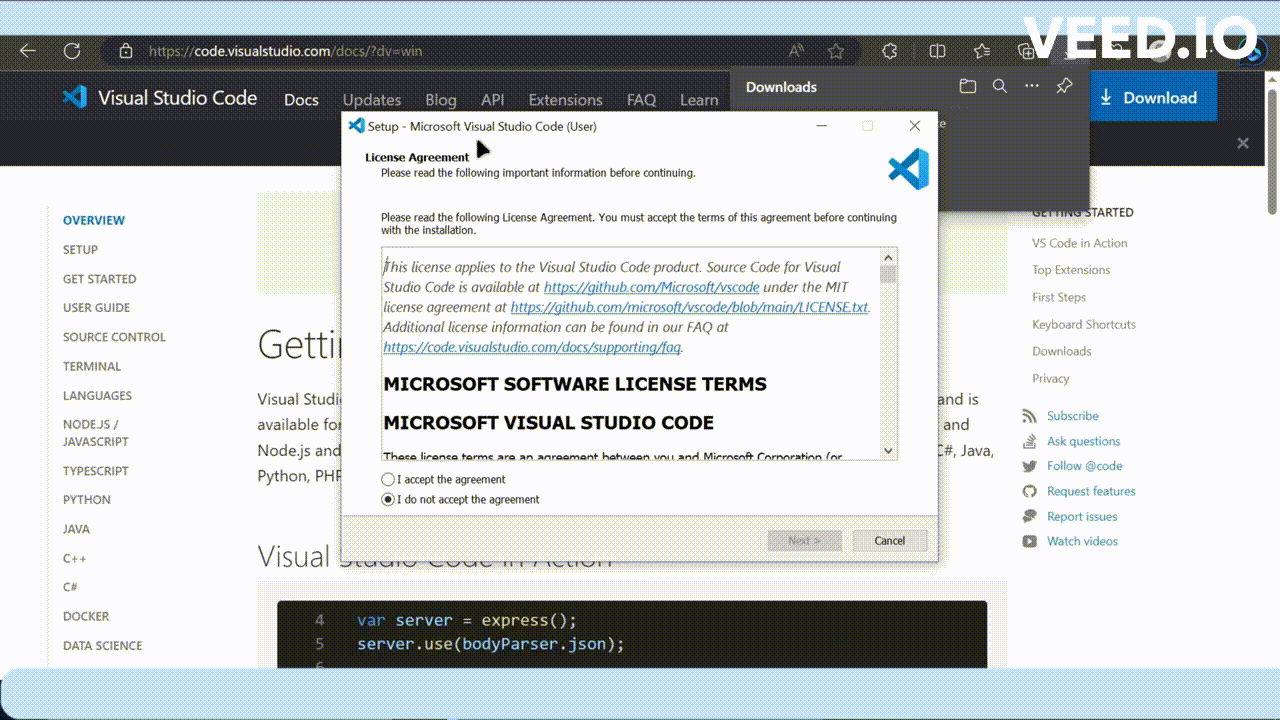 VEED.IO
https://code.visualstudio.com/docs/?dv=win
Visual Studio Code
Docs
Updates
Blog
API
Extensions
FAQ
Learn
Downloads
Download
Setup - Microsoft Visual Studio Code (User)
License Agreement
Please read the following important information before continuing.
Please read the following License Agreement. You must accept the terms of this agreement before continuing
with the installation.
This license applies to the Visual Studio Code product. Source Code for Visual
Studio Code is available at https://github.com/Microsoft/vscode under the MIT
license agreement at https://github.com/microsoft/vscode/blob/main/LICENSE.txt.
Additional license information can be found in our FAQ at
https://code.visualstudio.com/docs/supporting/faq.
MICROSOFT SOFTWARE LICENSE TERMS
MICROSOFT VISUAL STUDIO CODE
These license terms are an agreement between you and Microsoft Corporation (or
I accept the agreement
I do not accept the agreement
Next >
Cancel
OVERVIEW
SETUP
GET STARTED
USER GUIDE
SOURCE CONTROL
TERMINAL
LANGUAGES
NODE.JS /
JAVASCRIPT
TYPESCRIPT
PYTHON
JAVA
C++
C#
DOCKER
DATA SCIENCE
Visual
available for
Node.js and
Python,
and is
and
C#, Java,
Visual Studio Code in Action
4 var server = express();
5 server.use(bodyParser.json);
GETTING STARTED
VS Code in Action
Top Extensions
First Steps
Keyboard Shortcuts
Downloads
Privacy
Subscribe
Ask questions
Follow @code
Request features
Report issues
Watch videos